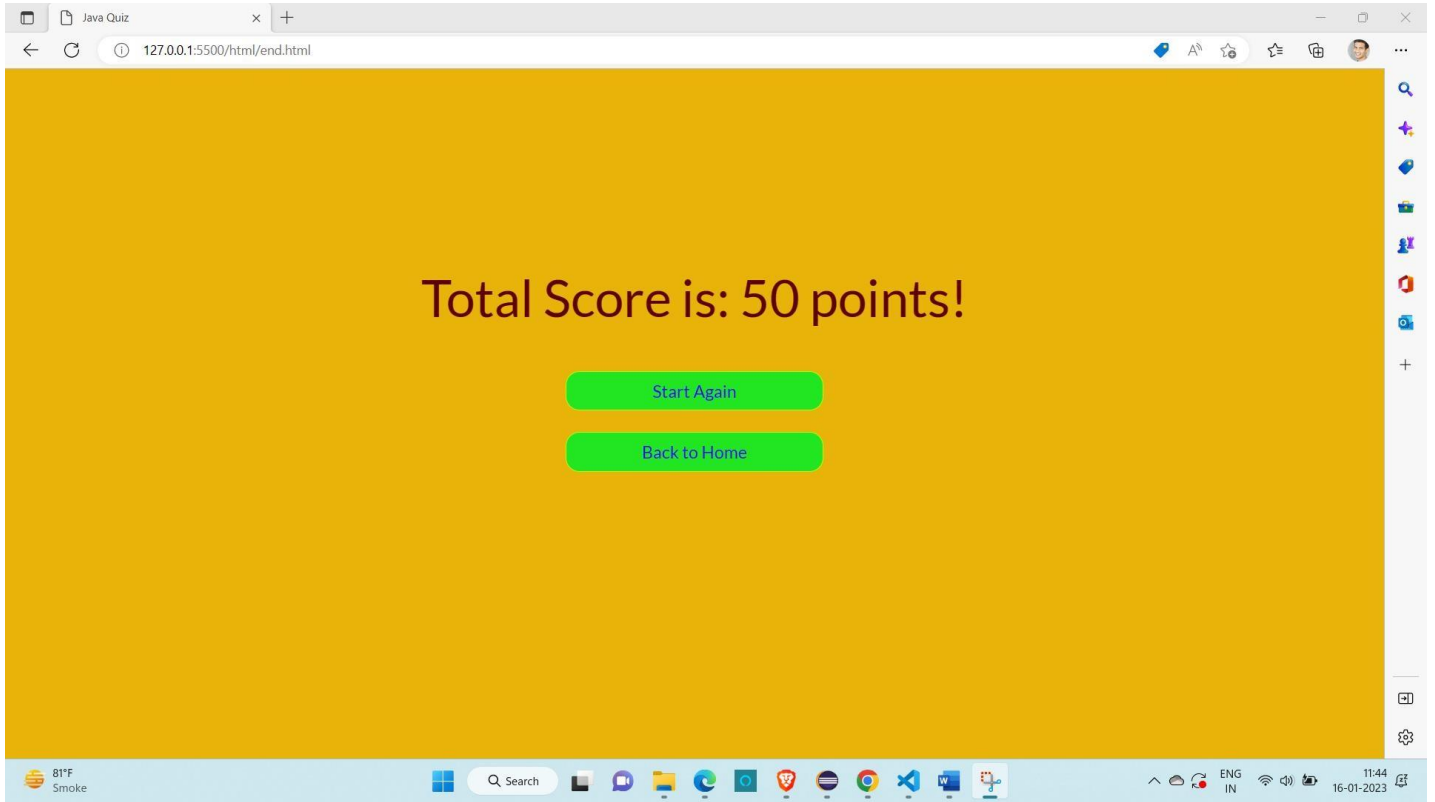 Java Quiz
127.0.0.1:5500/html/end.html
Total Score is: 50 points!
Start Again
Back to Home
81°F
Smoke
Search
ENG
IN
11:44
16-01-2023